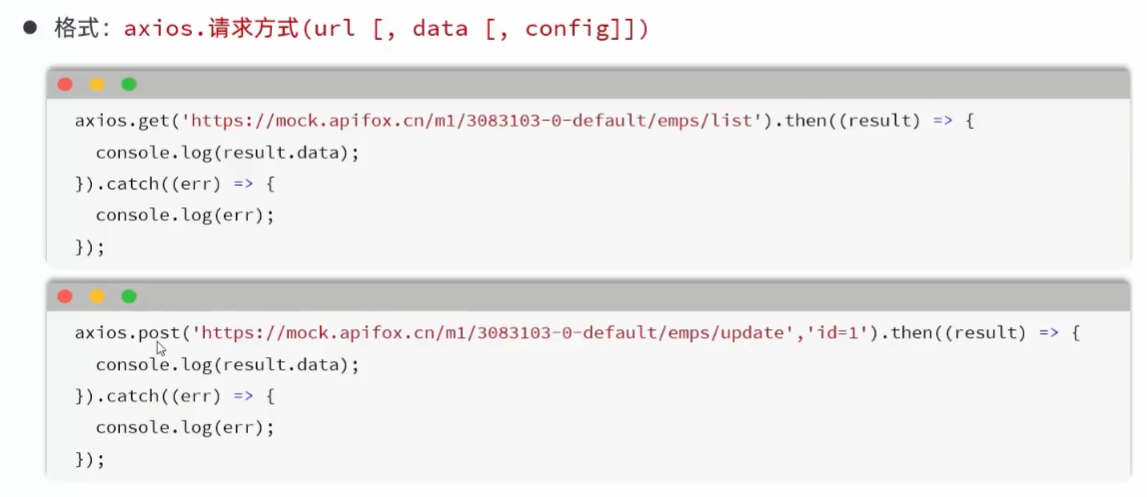 ● 格式：axios.请求方式(url [, data [, config]])
axios.get('https://mock.apifox.cn/m1/3083103-0-default/emps/list').then((result) => {
  console.log(result.data);
}).catch((err) => {
  console.log(err);
});
axios.post('https://mock.apifox.cn/m1/3083103-0-default/emps/update','id=1').then((result) => {
  console.log(result.data);
}).catch((err) => {
  console.log(err);
});